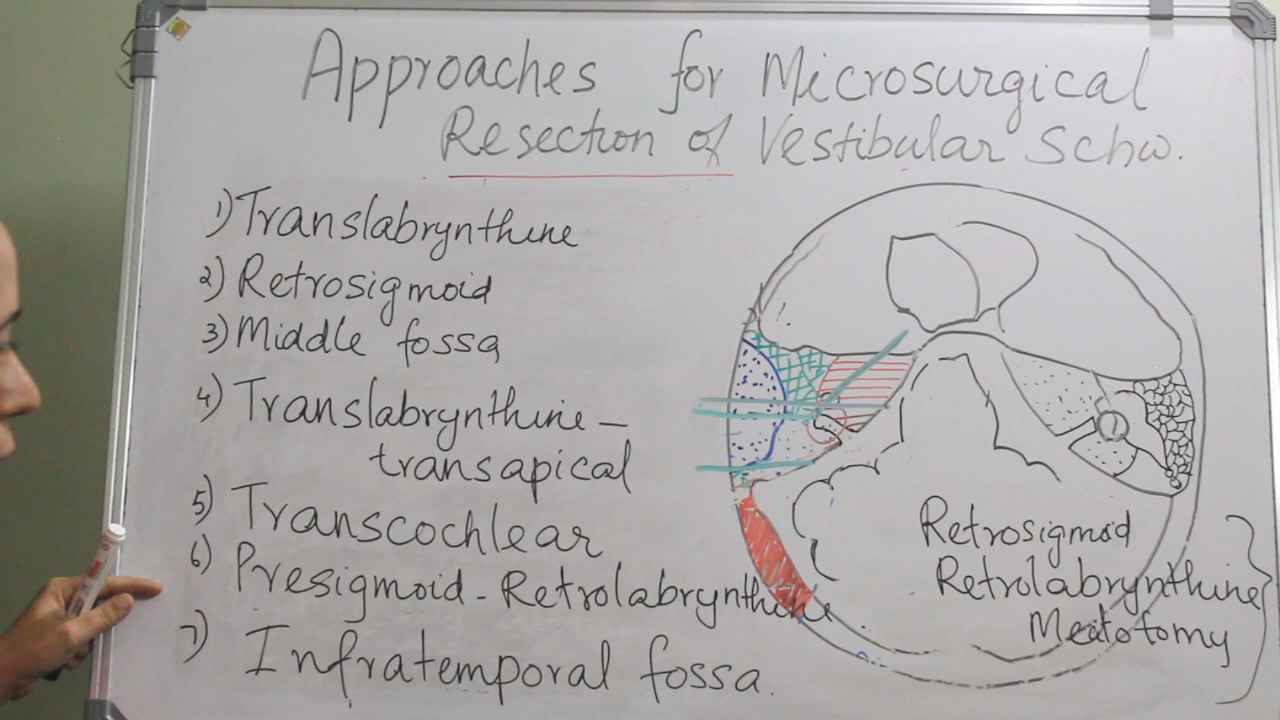 Approaches for Microsurgical
Resection of Vestibular Schw.
1) Translabrynthine
2) Retrosigmoid
3) Middle fossa
4) Translabrynthine -
transapical
5) Transcochlear
6) Presigmoid - Retrolabrynthine
7) Infratemporal fossa.
Retrosigmoid
Retrolabrynthine
Meatotomy